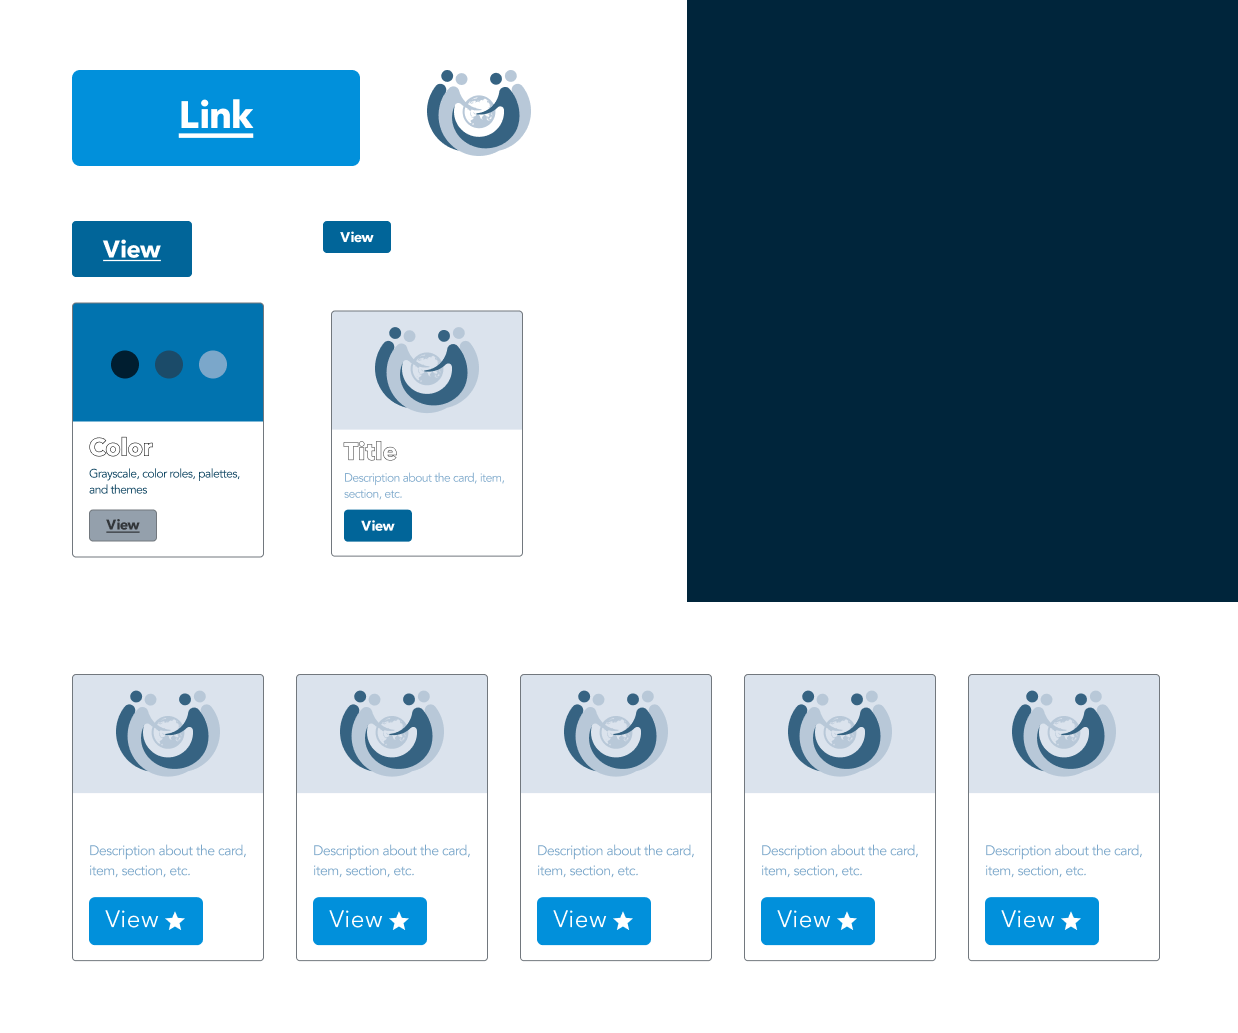 Link
View
View
Color
Grayscale, color roles, palettes,
and themes
View
Title
Description about the card, item,
section, etc.
View
Description about the card,
item, section, etc.
View
Description about the card,
item, section, etc.
View
Description about the card,
item, section, etc.
View
Description about the card,
item, section, etc.
View
Description about the card,
item, section, etc.
View